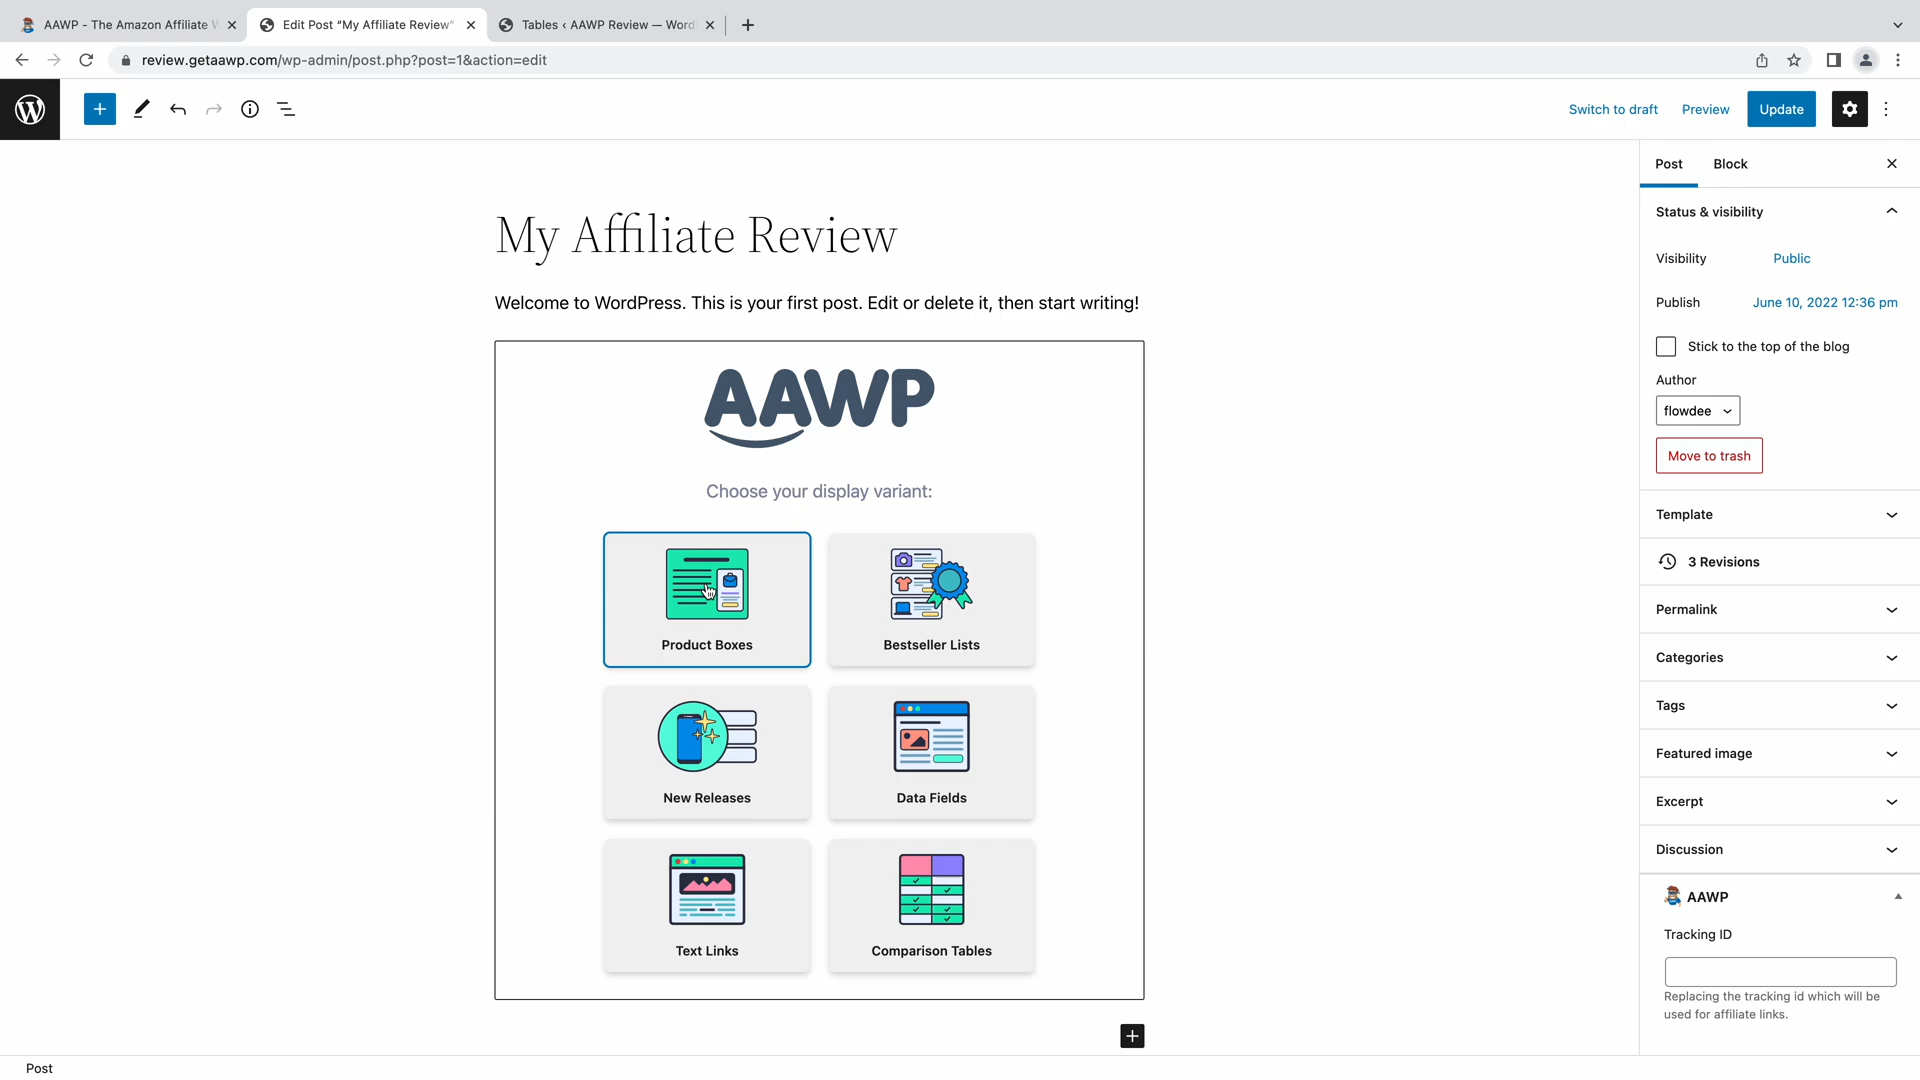 AAWP - The Amazon Affiliate W
Edit Post “My Affiliate Review”
Tables ‹ AAWP Review — Word
review.getaawp.com/wp-admin/post.php?post=1&action=edit
Switch to draft
Preview
Update
Post
Block
My Affiliate Review
Welcome to WordPress. This is your first post. Edit or delete it, then start writing!
AAWP
Choose your display variant:
Product Boxes
Bestseller Lists
New Releases
Data Fields
Text Links
Comparison Tables
Status & visibility
Visibility
Public
Publish
June 10, 2022 12:36 pm
Stick to the top of the blog
Author
flowdee
Move to trash
Template
3 Revisions
Permalink
Categories
Tags
Featured image
Excerpt
Discussion
AAWP
Tracking ID
Replacing the tracking id which will be
used for affiliate links.
Post